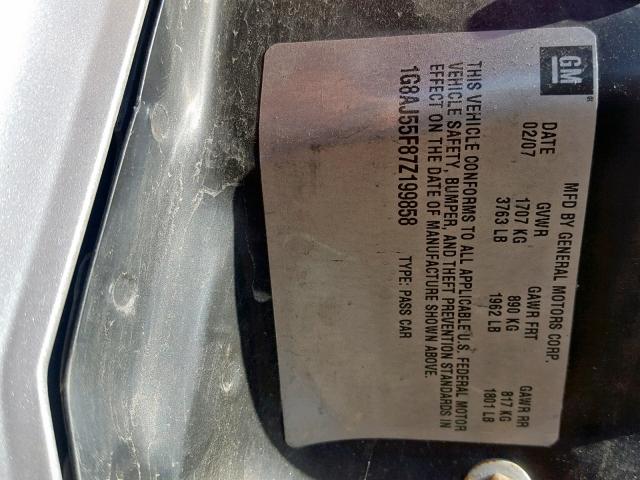 GM ®
MFD BY GENERAL MOTORS CORP.
DATE GVWR GAWR FRT GAWR RR
02/07 1707 KG 890 KG 817 KG
3763 LB 1962 LB 1801 LB
THIS VEHICLE CONFORMS TO ALL APPLICABLE U.S. FEDERAL MOTOR
VEHICLE SAFETY, BUMPER, AND THEFT PREVENTION STANDARDS IN
EFFECT ON THE DATE OF MANUFACTURE SHOWN ABOVE.
1G8AJ55F87Z199858 TYPE: PASS CAR